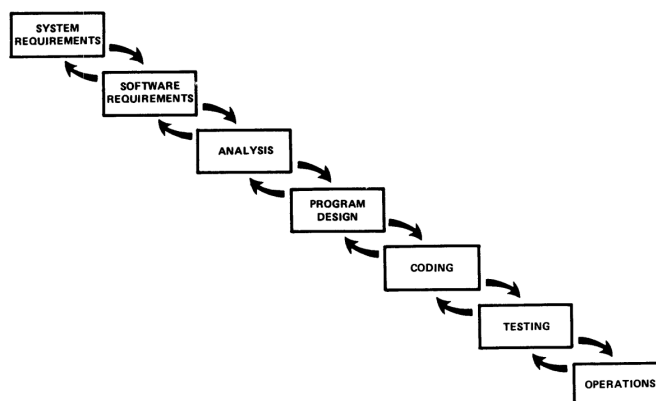 SYSTEM
REQUIREMENTS
SOFTWARE
REQUIREMENTS
ANALYSIS
PROGRAM
DESIGN
CODING
TESTING
OPERATIONS